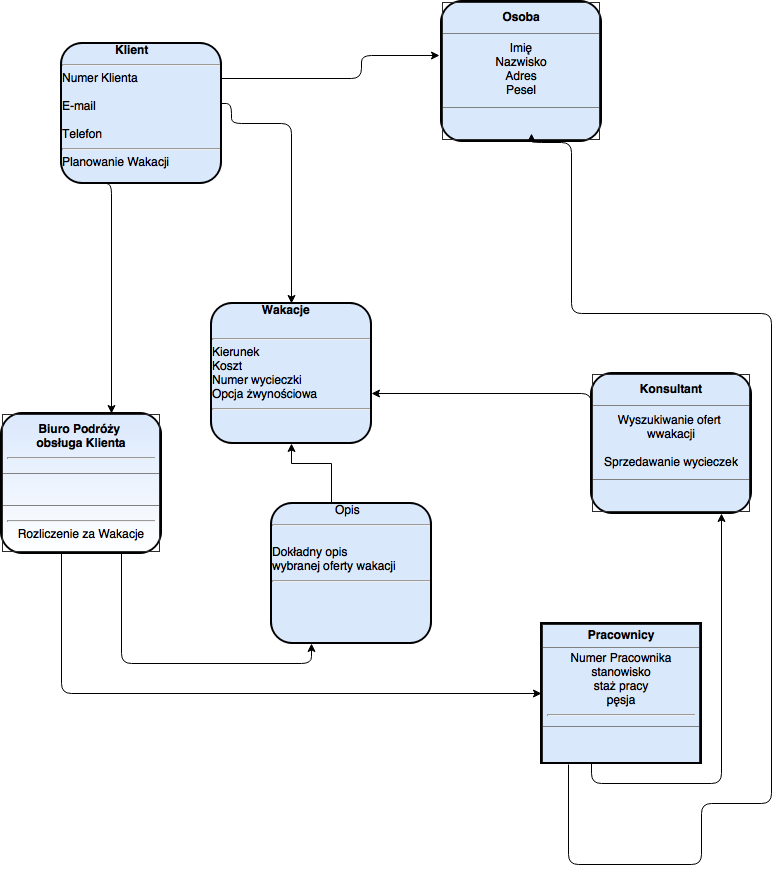 Osoba
Imię
Nazwisko
Adres
Pesel
Klient
Numer Klienta
E-mail
Telefon
Planowanie Wakacji
Wakacje
Kierunek
Koszt
Numer wycieczki
Opcja żwynościowa
Konsultant
Wyszukiwanie ofert
wwakacji
Sprzedawanie wycieczek
Biuro Podróży
obsługa Klienta
Rozliczenie za Wakacje
Opis
Dokładny opis
wybranej oferty wakacji
Pracownicy
Numer Pracownika
stanowisko
staż pracy
pęsja